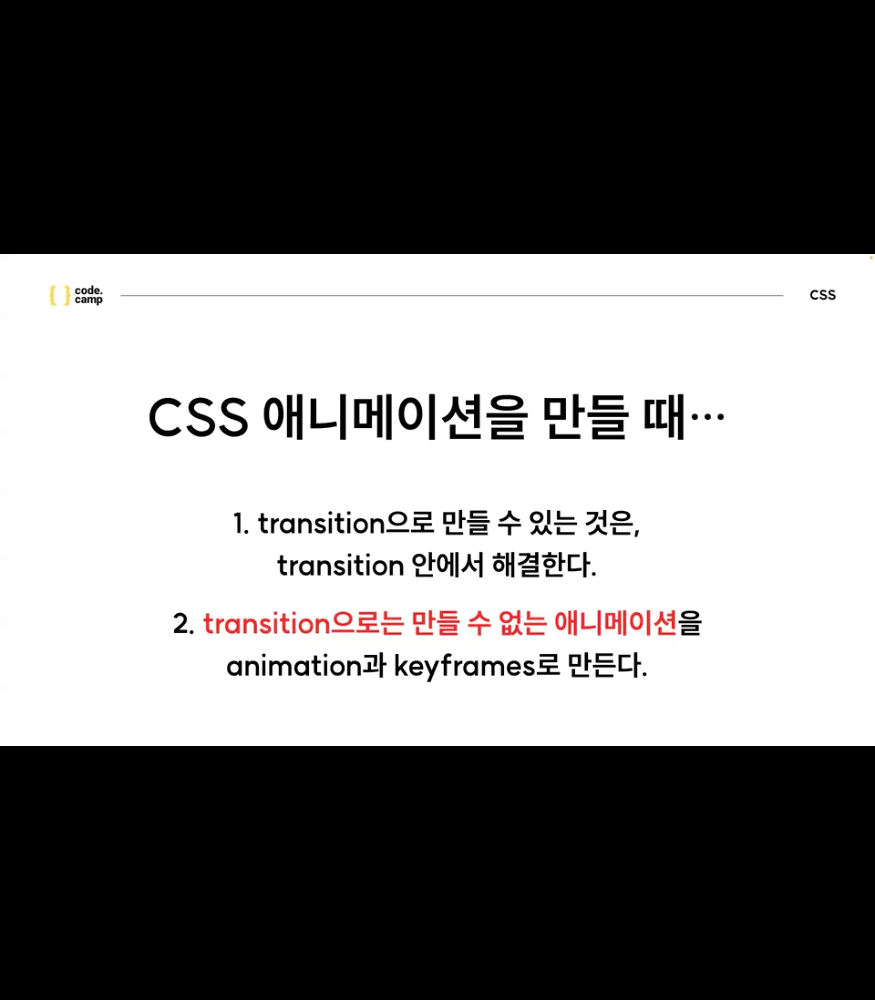 code.
camp
CSS
CSS 애니메이션을 만들 때…
1. transition으로 만들 수 있는 것은,
transition 안에서 해결한다.
2. transition으로는 만들 수 없는 애니메이션을
animation과 keyframes로 만든다.